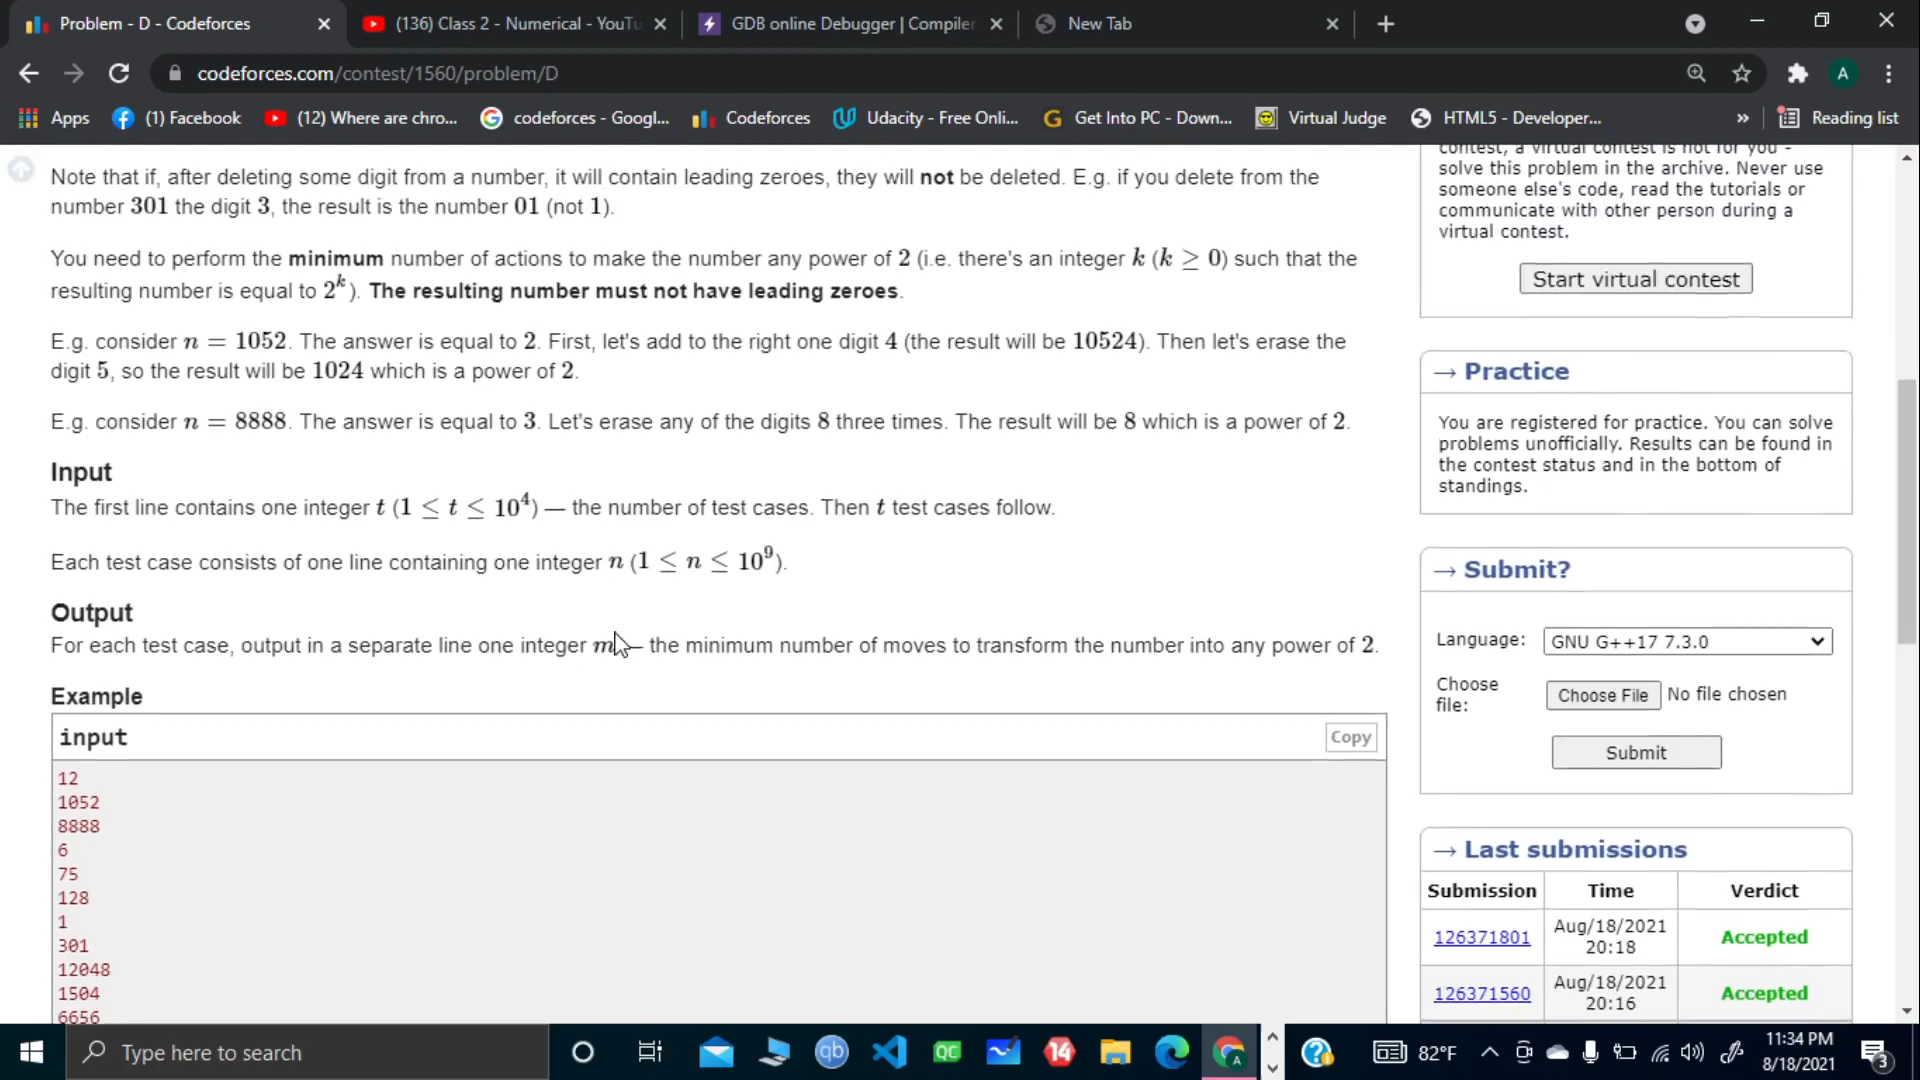 Problem - D - Codeforces
(136) Class 2 - Numerical - YouTu
GDB online Debugger | Compiler
New Tab
codeforces.com/contest/1560/problem/D
A
Apps
(1) Facebook
(12) Where are chro...
codeforces - Googl...
Codeforces
Udacity - Free Onli...
Get Into PC - Down...
Virtual Judge
HTML5 - Developer...
»
Reading list
Note that if, after deleting some digit from a number, it will contain leading zeroes, they will not be deleted. E.g. if you delete from the
number 301 the digit 3, the result is the number 01 (not 1).
You need to perform the minimum number of actions to make the number any power of 2 (i.e. there's an integer k (k ≥ 0) such that the
resulting number is equal to 2^k). The resulting number must not have leading zeroes.
E.g. consider n = 1052. The answer is equal to 2. First, let's add to the right one digit 4 (the result will be 10524). Then let's erase the
digit 5, so the result will be 1024 which is a power of 2.
E.g. consider n = 8888. The answer is equal to 3. Let's erase any of the digits 8 three times. The result will be 8 which is a power of 2.
Input
The first line contains one integer t (1 ≤ t ≤ 10^4) — the number of test cases. Then t test cases follow.
Each test case consists of one line containing one integer n (1 ≤ n ≤ 10^9).
Output
For each test case, output in a separate line one integer m — the minimum number of moves to transform the number into any power of 2.
Example
input
Copy
12
1052
8888
6
75
128
1
301
12048
1504
6656
contest, a virtual contest is not for you -
solve this problem in the archive. Never use
someone else's code, read the tutorials or
communicate with other person during a
virtual contest.
Start virtual contest
→ Practice
You are registered for practice. You can solve
problems unofficially. Results can be found in
the contest status and in the bottom of
standings.
→ Submit?
Language: GNU G++17 7.3.0
Choose
file:
Choose File No file chosen
Submit
→ Last submissions
Submission Time Verdict
126371801 Aug/18/2021 20:18 Accepted
126371560 Aug/18/2021 20:16 Accepted
Type here to search
qb
QC
14
A
82°F
11:34 PM
8/18/2021
3